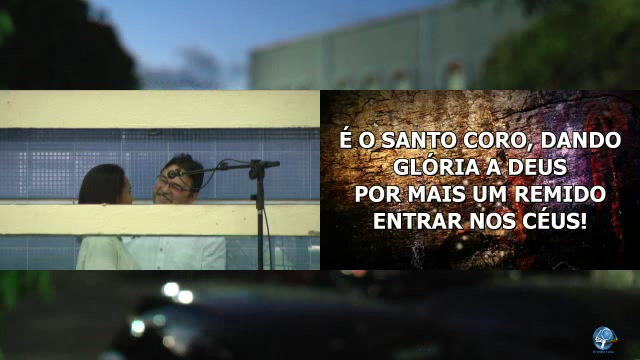 É O SANTO CORO, DANDO
GLÓRIA A DEUS
POR MAIS UM REMIDO
ENTRAR NOS CÉUS!